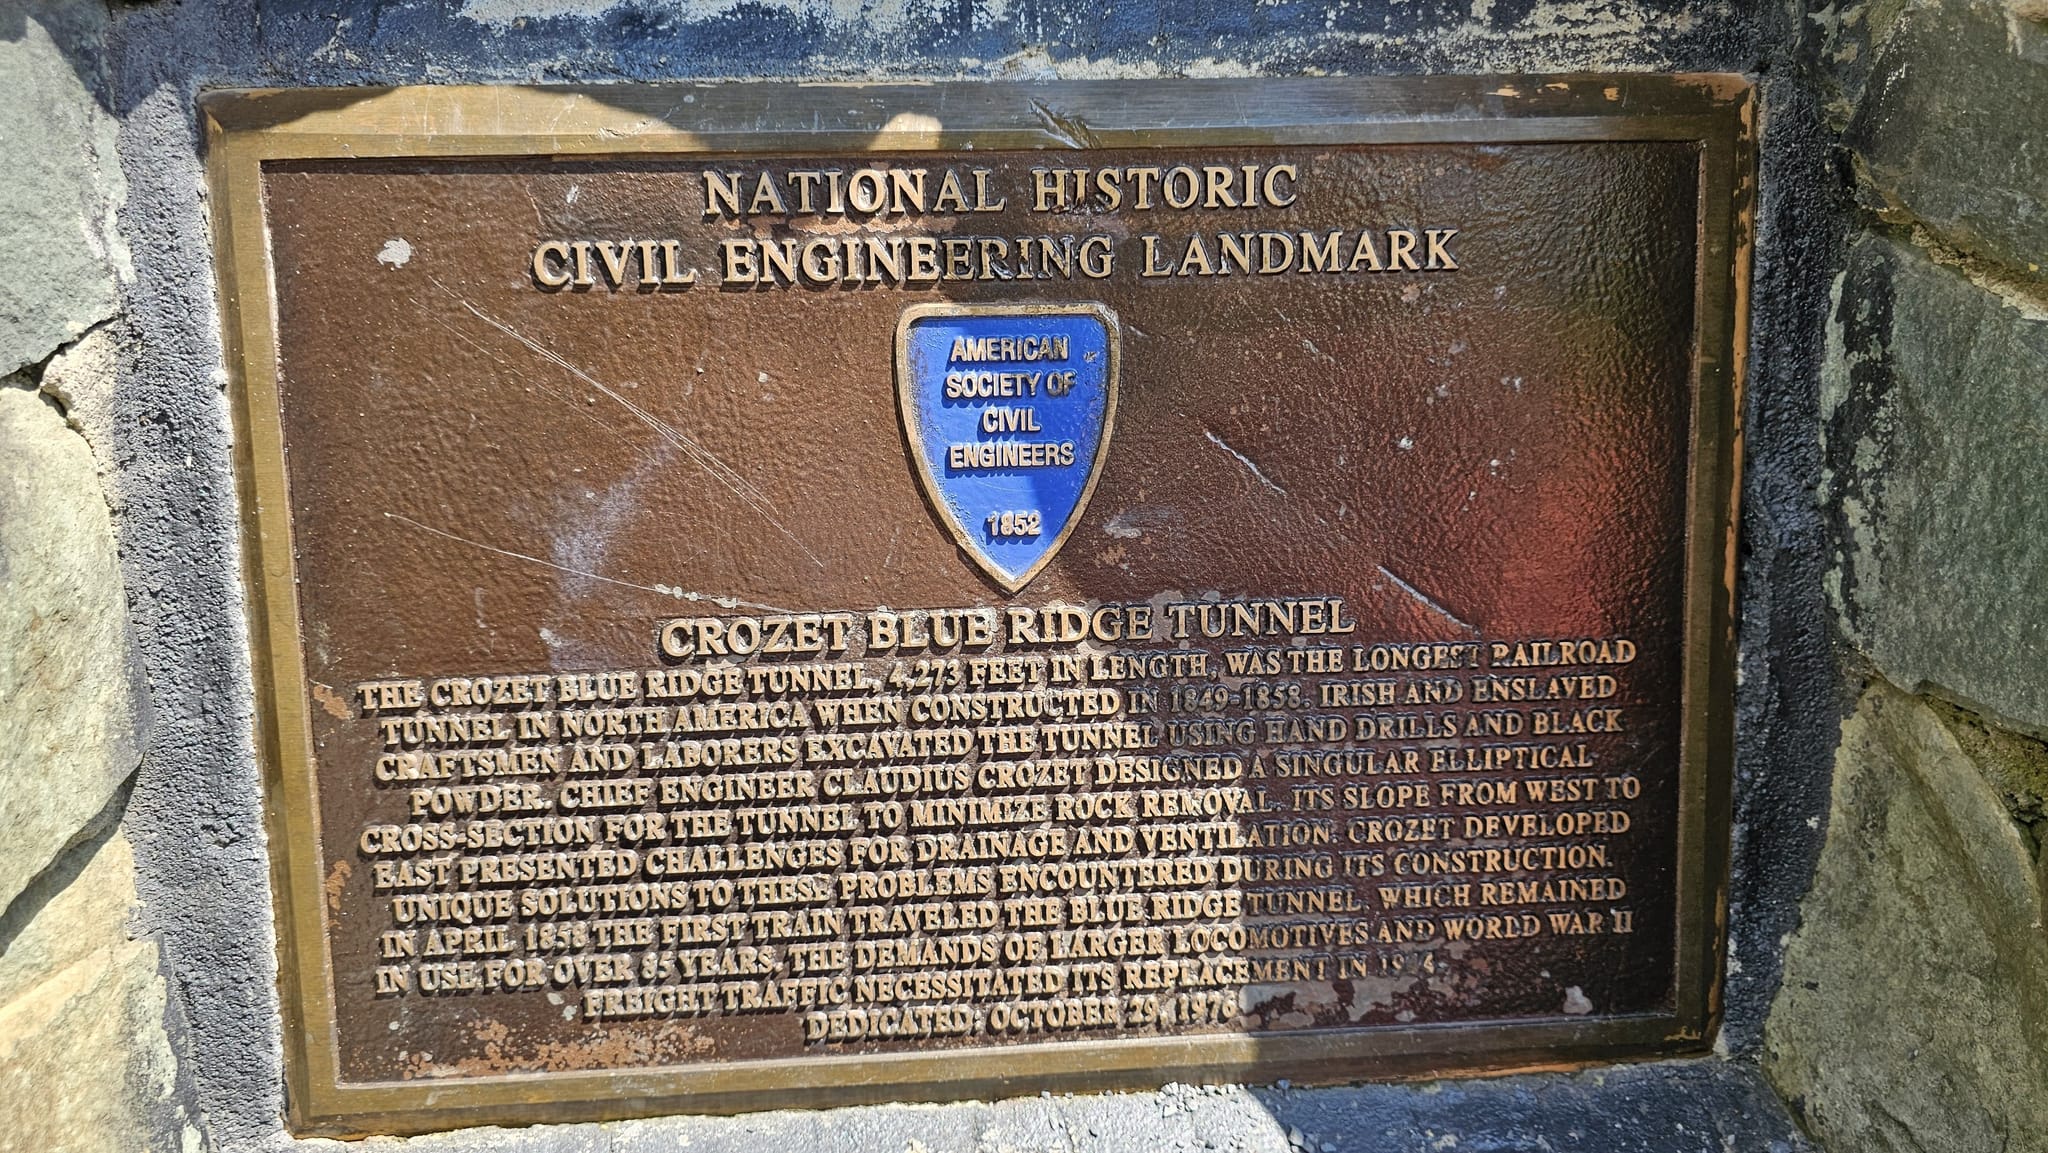 NATIONAL HISTORIC
CIVIL ENGINEERING LANDMARK
AMERICAN
SOCIETY OF
CIVIL
ENGINEERS
1852
CROZET BLUE RIDGE TUNNEL
THE CROZET BLUE RIDGE TUNNEL, 4,273 FEET IN LENGTH, WAS THE LONGEST RAILROAD
TUNNEL IN NORTH AMERICA WHEN CONSTRUCTED IN 1849-1858. IRISH AND ENSLAVED
CRAFTSMEN AND LABORERS EXCAVATED THE TUNNEL USING HAND DRILLS AND BLACK
POWDER. CHIEF ENGINEER CLAUDIUS CROZET DESIGNED A SINGULAR ELLIPTICAL
CROSS-SECTION FOR THE TUNNEL TO MINIMIZE ROCK REMOVAL. ITS SLOPE FROM WEST TO
EAST PRESENTED CHALLENGES FOR DRAINAGE AND VENTILATION. CROZET DEVELOPED
UNIQUE SOLUTIONS TO THESE PROBLEMS ENCOUNTERED DURING ITS CONSTRUCTION.
IN APRIL 1858 THE FIRST TRAIN TRAVELED THE BLUE RIDGE TUNNEL, WHICH REMAINED
IN USE FOR OVER 85 YEARS. THE DEMANDS OF LARGER LOCOMOTIVES AND WORLD WAR II
FREIGHT TRAFFIC NECESSITATED ITS REPLACEMENT IN
DEDICATED: OCTOBER 29, 1976